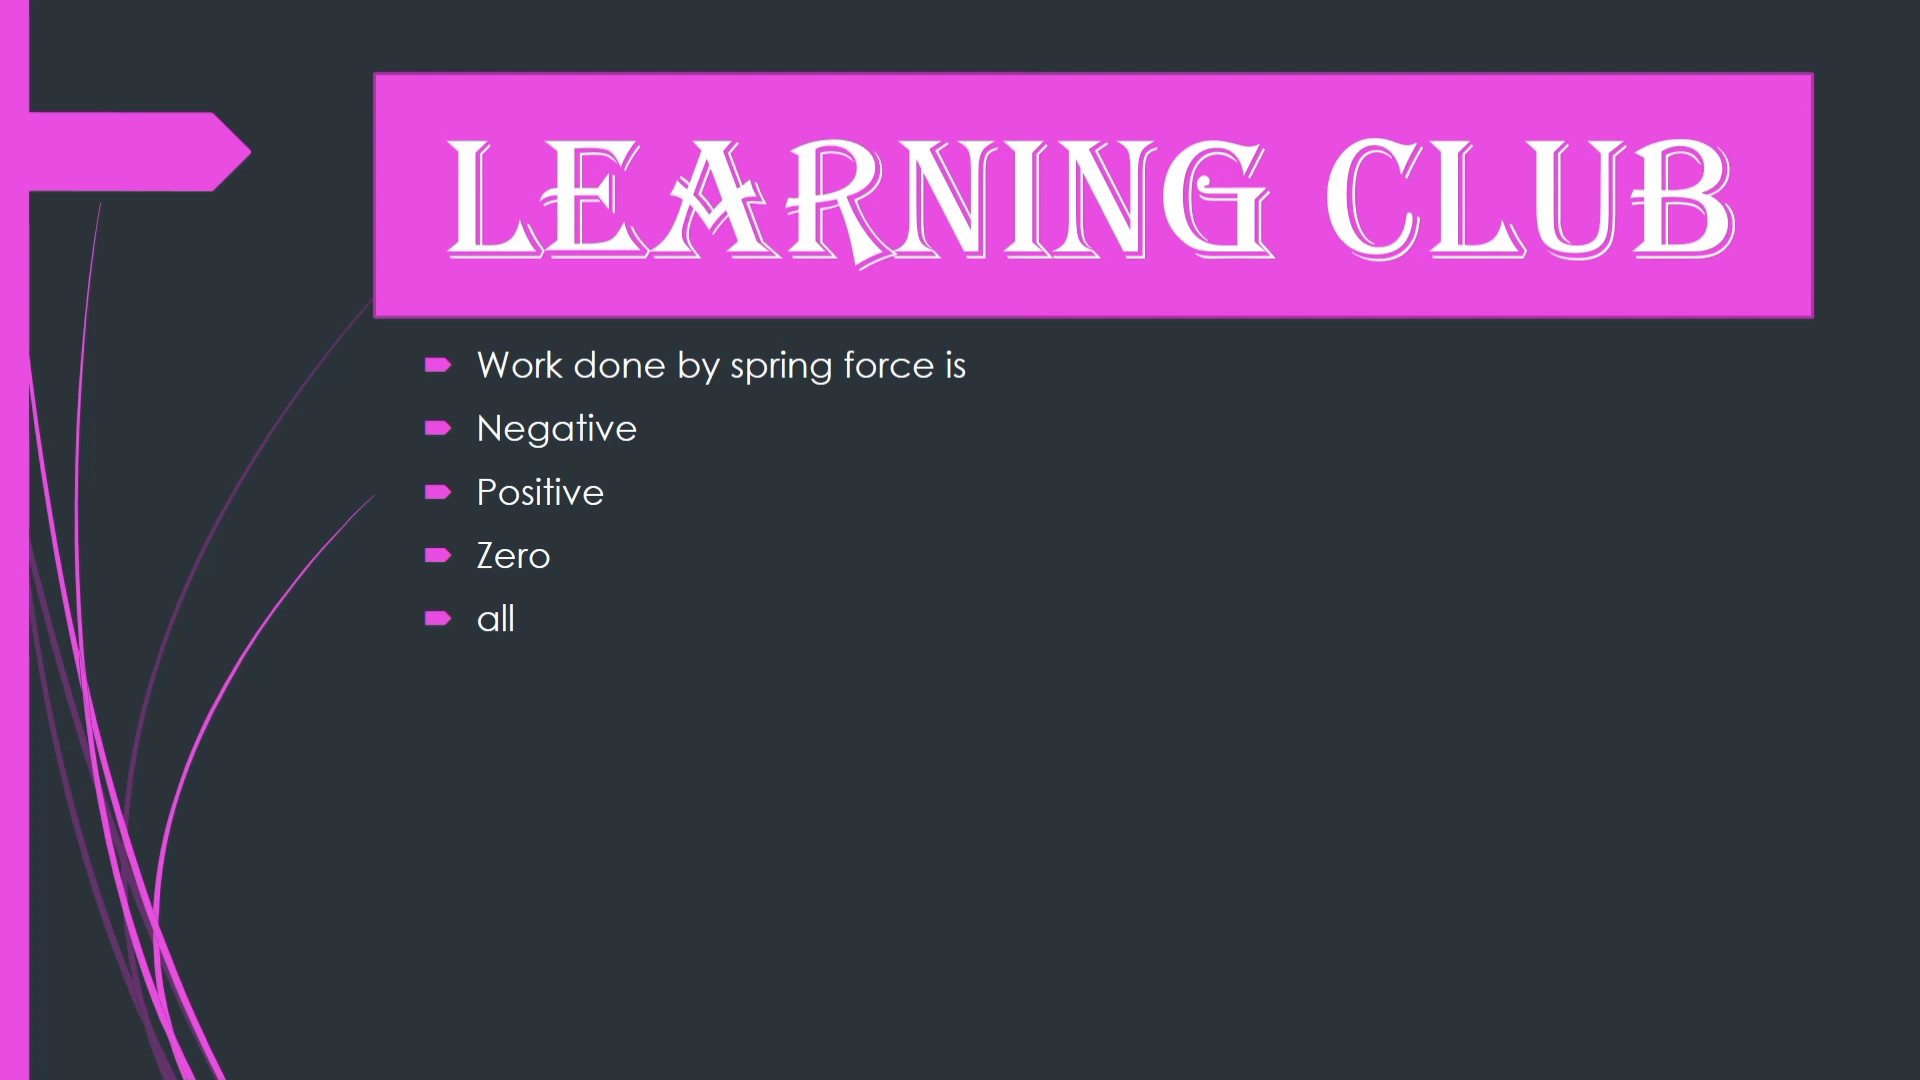 LEARNING CLUB
Work done by spring force is
Negative
Positive
Zero
all